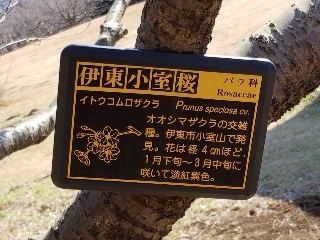 伊東小室桜
バラ科
Rosaceae
イトウコムロザクラ Prunus speciosa cv.
オオシマザクラの交雑
種。伊東市小室山で発
見。花は径4cmほど。
1月下旬〜3月中旬に
咲いて淡紅紫色。